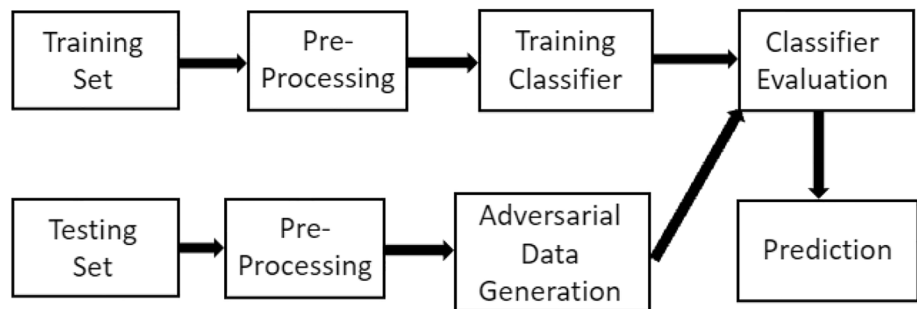 Training
Set
Pre-
Processing
Training
Classifier
Classifier
Evaluation
Testing
Set
Pre-
Processing
Adversarial
Data
Generation
Prediction